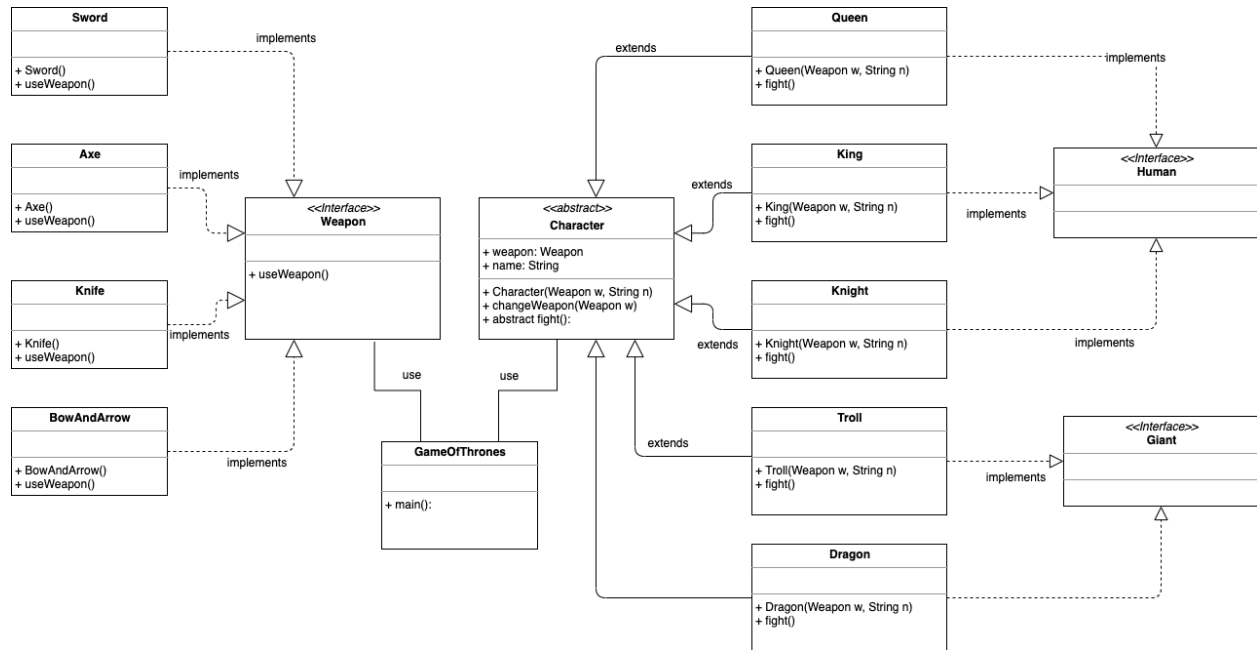 Sword
+ Sword()
+ useWeapon()
implements
Axe
+ Axe()
+ useWeapon()
implements
Knife
+ Knife()
+ useWeapon()
implements
BowAndArrow
+ BowAndArrow()
+ useWeapon()
implements
<<Interface>>
Weapon
+ useWeapon()
use
<<abstract>>
Character
+ weapon: Weapon
+ name: String
+ Character(Weapon w, String n)
+ changeWeapon(Weapon w)
+ abstract fight():
use
GameOfThrones
+ main():
extends
Queen
+ Queen(Weapon w, String n)
+ fight()
implements
extends
King
+ King(Weapon w, String n)
+ fight()
implements
<<Interface>>
Human
extends
Knight
+ Knight(Weapon w, String n)
+ fight()
implements
extends
Troll
+ Troll(Weapon w, String n)
+ fight()
implements
<<Interface>>
Giant
Dragon
+ Dragon(Weapon w, String n)
+ fight()